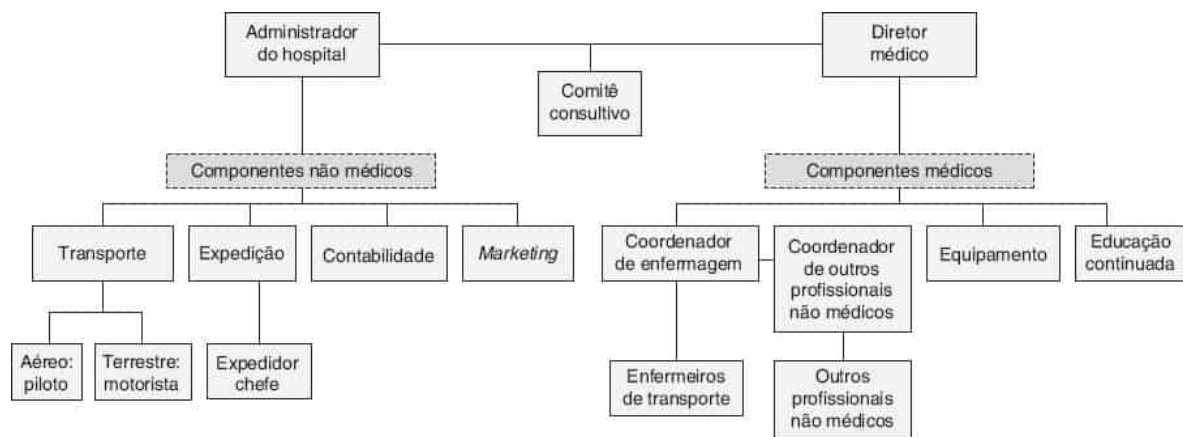 Administrador
do hospital
Diretor
médico
Comitê
consultivo
Componentes não médicos
Componentes médicos
Transporte
Expedição
Contabilidade
Marketing
Coordenador
de enfermagem
Coordenador
de outros
profissionais
não médicos
Equipamento
Educação
continuada
Aéreo:
piloto
Terrestre:
motorista
Expedidor
chefe
Enfermeiros
de transporte
Outros
profissionais
não médicos